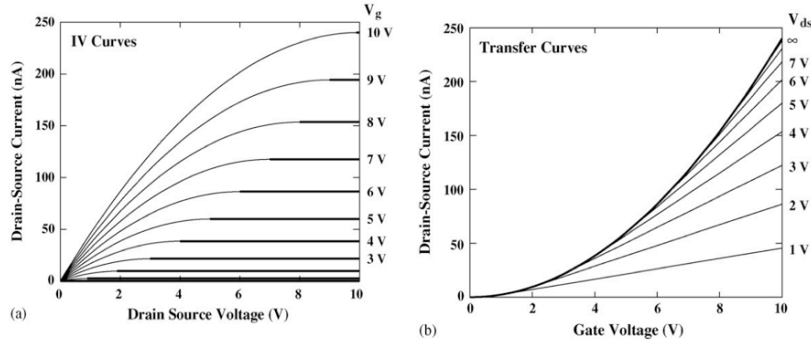 V_g
IV Curves
10 V
9 V
8 V
7 V
6 V
5 V
4 V
3 V
250
200
150
100
50
0
0 2 4 6 8 10
Drain-Source Current (nA)
Drain Source Voltage (V)
(a)
V_ds
Transfer Curves
∞
7 V
6 V
5 V
4 V
3 V
2 V
1 V
250
200
150
100
50
0
0 2 4 6 8 10
Drain-Source Current (nA)
Gate Voltage (V)
(b)